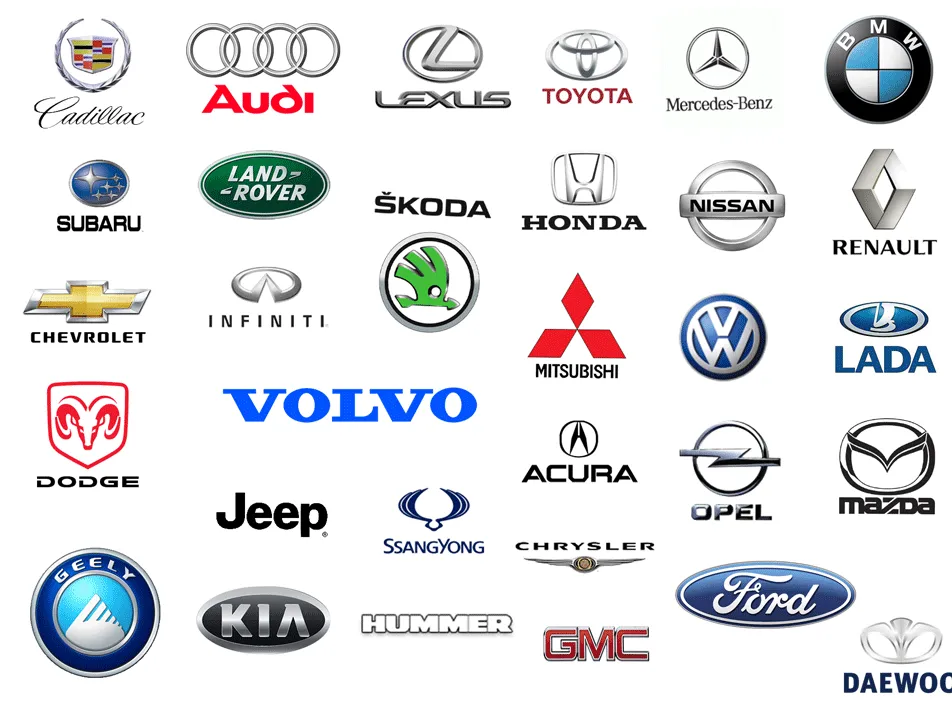 Cadillac
Audi
LEXUS
TOYOTA
Mercedes-Benz
BMW
SUBARU
LAND
ROVER
ŠKODA
HONDA
NISSAN
RENAULT
CHEVROLET
INFINITI
MITSUBISHI
LADA
DODGE
VOLVO
ACURA
OPEL
mazda
Jeep®
SSANGYONG
CHRYSLER
GEELY
KIA
HUMMER
GMC
Ford
DAEWOO